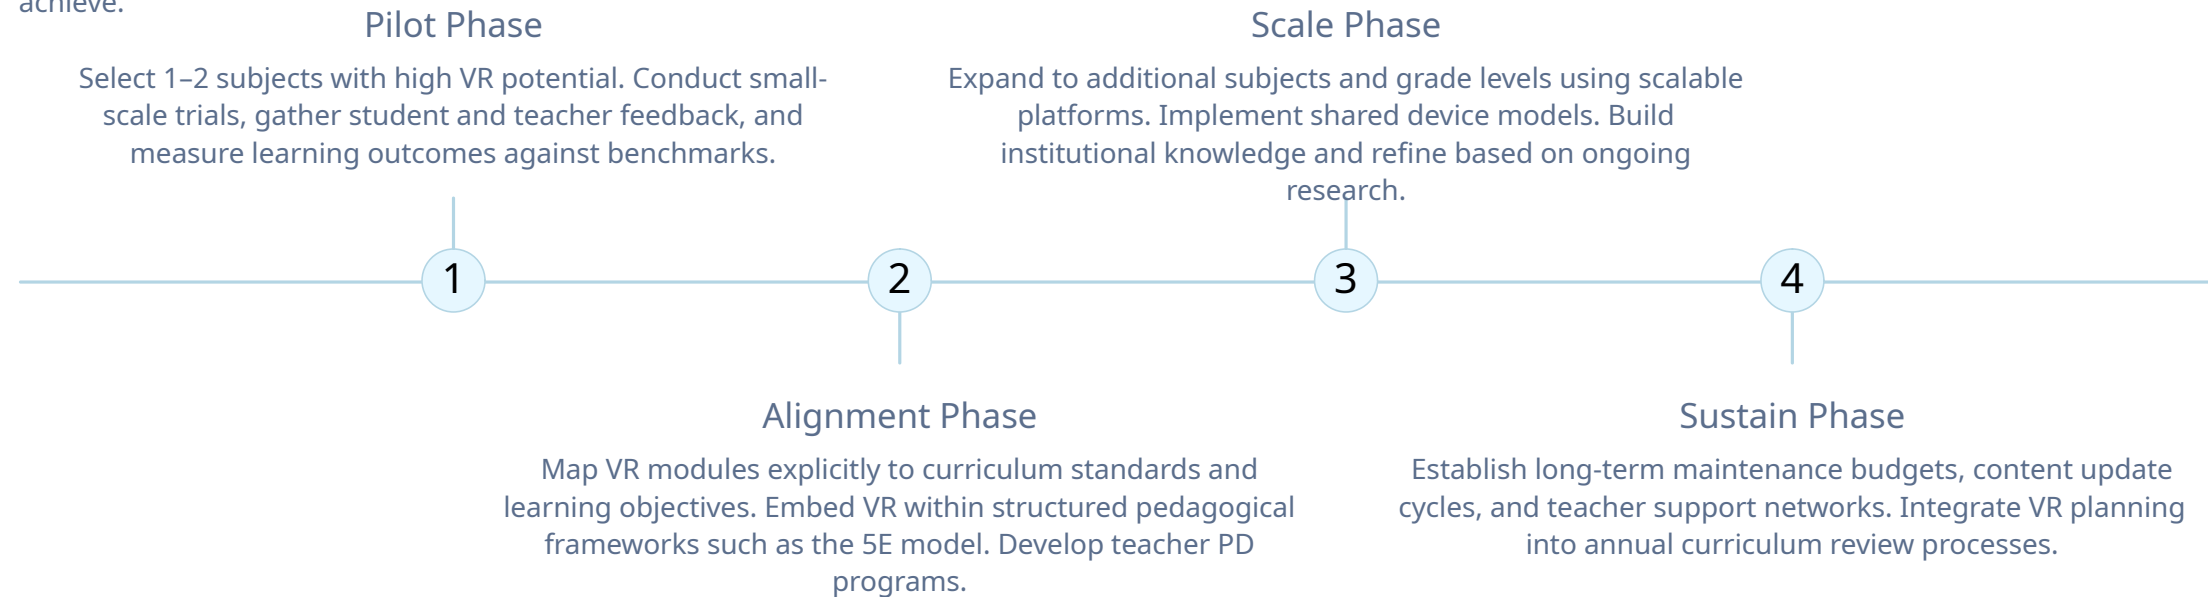 achieve.
Pilot Phase
Select 1–2 subjects with high VR potential. Conduct small-
scale trials, gather student and teacher feedback, and
measure learning outcomes against benchmarks.
Scale Phase
Expand to additional subjects and grade levels using scalable
platforms. Implement shared device models. Build
institutional knowledge and refine based on ongoing
research.
1
2
3
4
Alignment Phase
Map VR modules explicitly to curriculum standards and
learning objectives. Embed VR within structured pedagogical
frameworks such as the 5E model. Develop teacher PD
programs.
Sustain Phase
Establish long-term maintenance budgets, content update
cycles, and teacher support networks. Integrate VR planning
into annual curriculum review processes.